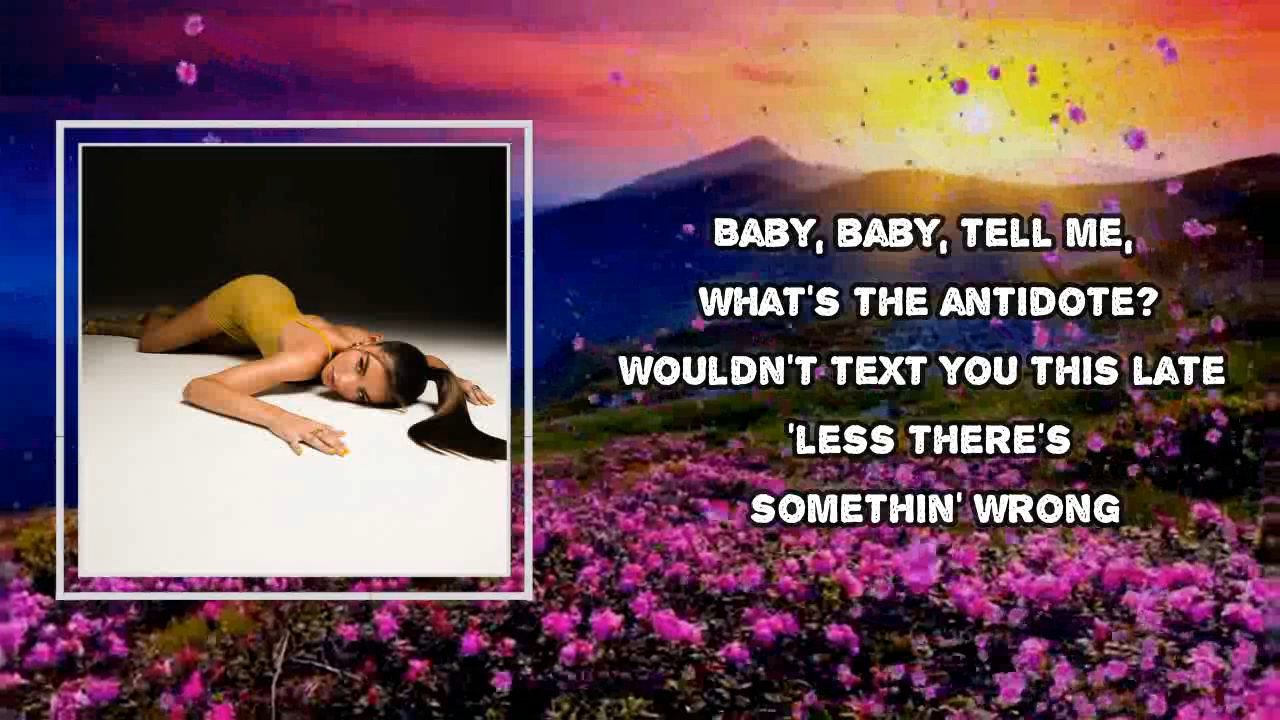 BABY, BABY, TELL ME,
WHAT'S THE ANTIDOTE?
WOULDN'T TEXT YOU THIS LATE
'LESS THERE'S
SOMETHIN' WRONG